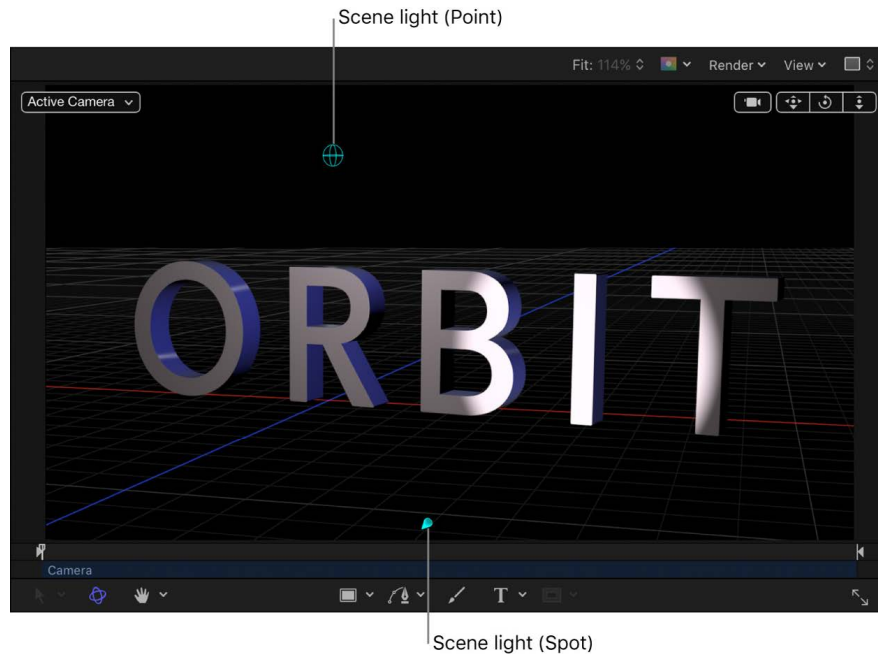 Scene light (Point)
Fit: 114% Render View
Active Camera
ORBIT
Camera
T
Scene light (Spot)